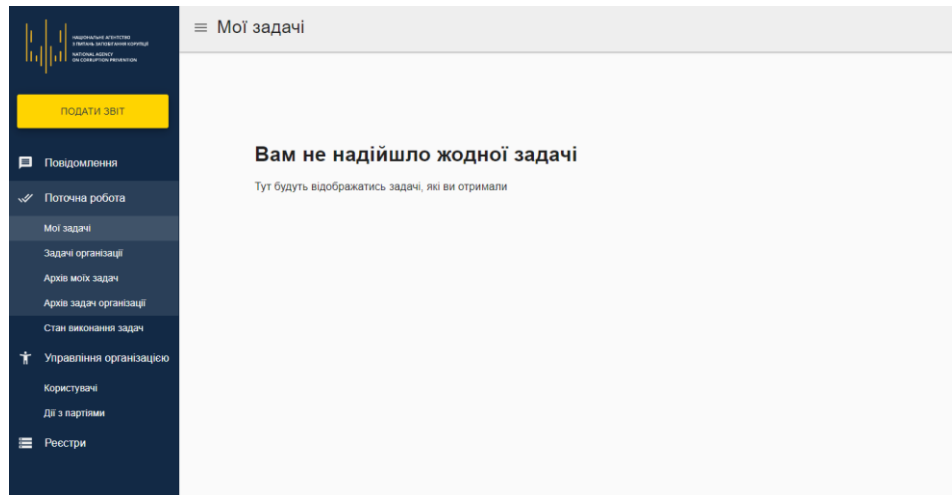 НАЦІОНАЛЬНЕ АГЕНТСТВО
З ПИТАНЬ ЗАПОБІГАННЯ КОРУПЦІЇ
NATIONAL AGENCY
ON CORRUPTION PREVENTION
Мої задачі
ПОДАТИ ЗВІТ
Повідомлення
Поточна робота
Мої задачі
Задачі організації
Архів моїх задач
Архів задач організації
Стан виконання задач
Управління організацією
Користувачі
Дії з партіями
Реєстри
Вам не надійшло жодної задачі
Тут будуть відображатись задачі, які ви отримали